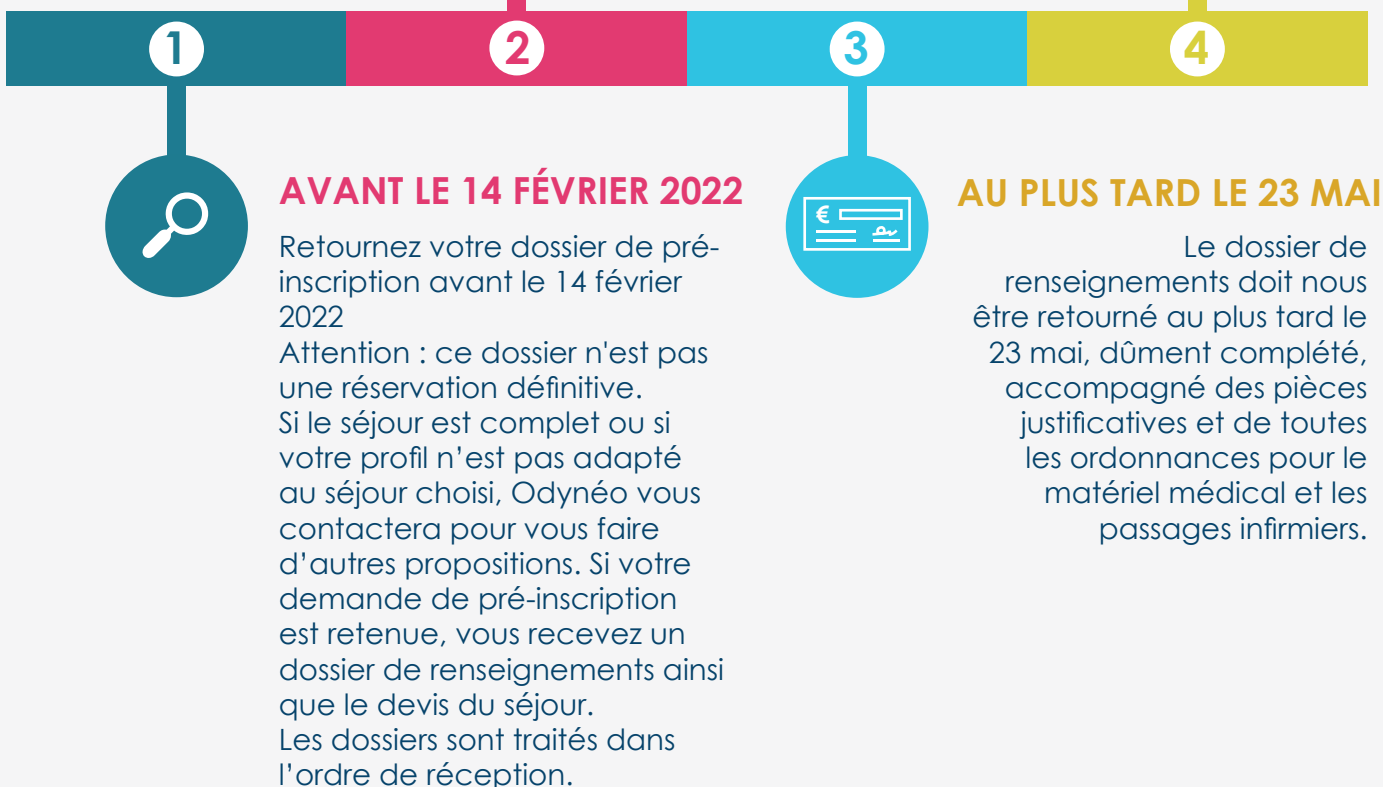 1
2
3
4
AVANT LE 14 FÉVRIER 2022
Retournez votre dossier de pré-
inscription avant le 14 février
2022
Attention : ce dossier n'est pas
une réservation définitive.
Si le séjour est complet ou si
votre profil n’est pas adapté
au séjour choisi, Odynéo vous
contactera pour vous faire
d’autres propositions. Si votre
demande de pré-inscription
est retenue, vous recevez un
dossier de renseignements ainsi
que le devis du séjour.
Les dossiers sont traités dans
l’ordre de réception.
€
AU PLUS TARD LE 23 MAI
Le dossier de
renseignements doit nous
être retourné au plus tard le
23 mai, dûment complété,
accompagné des pièces
justificatives et de toutes
les ordonnances pour le
matériel médical et les
passages infirmiers.